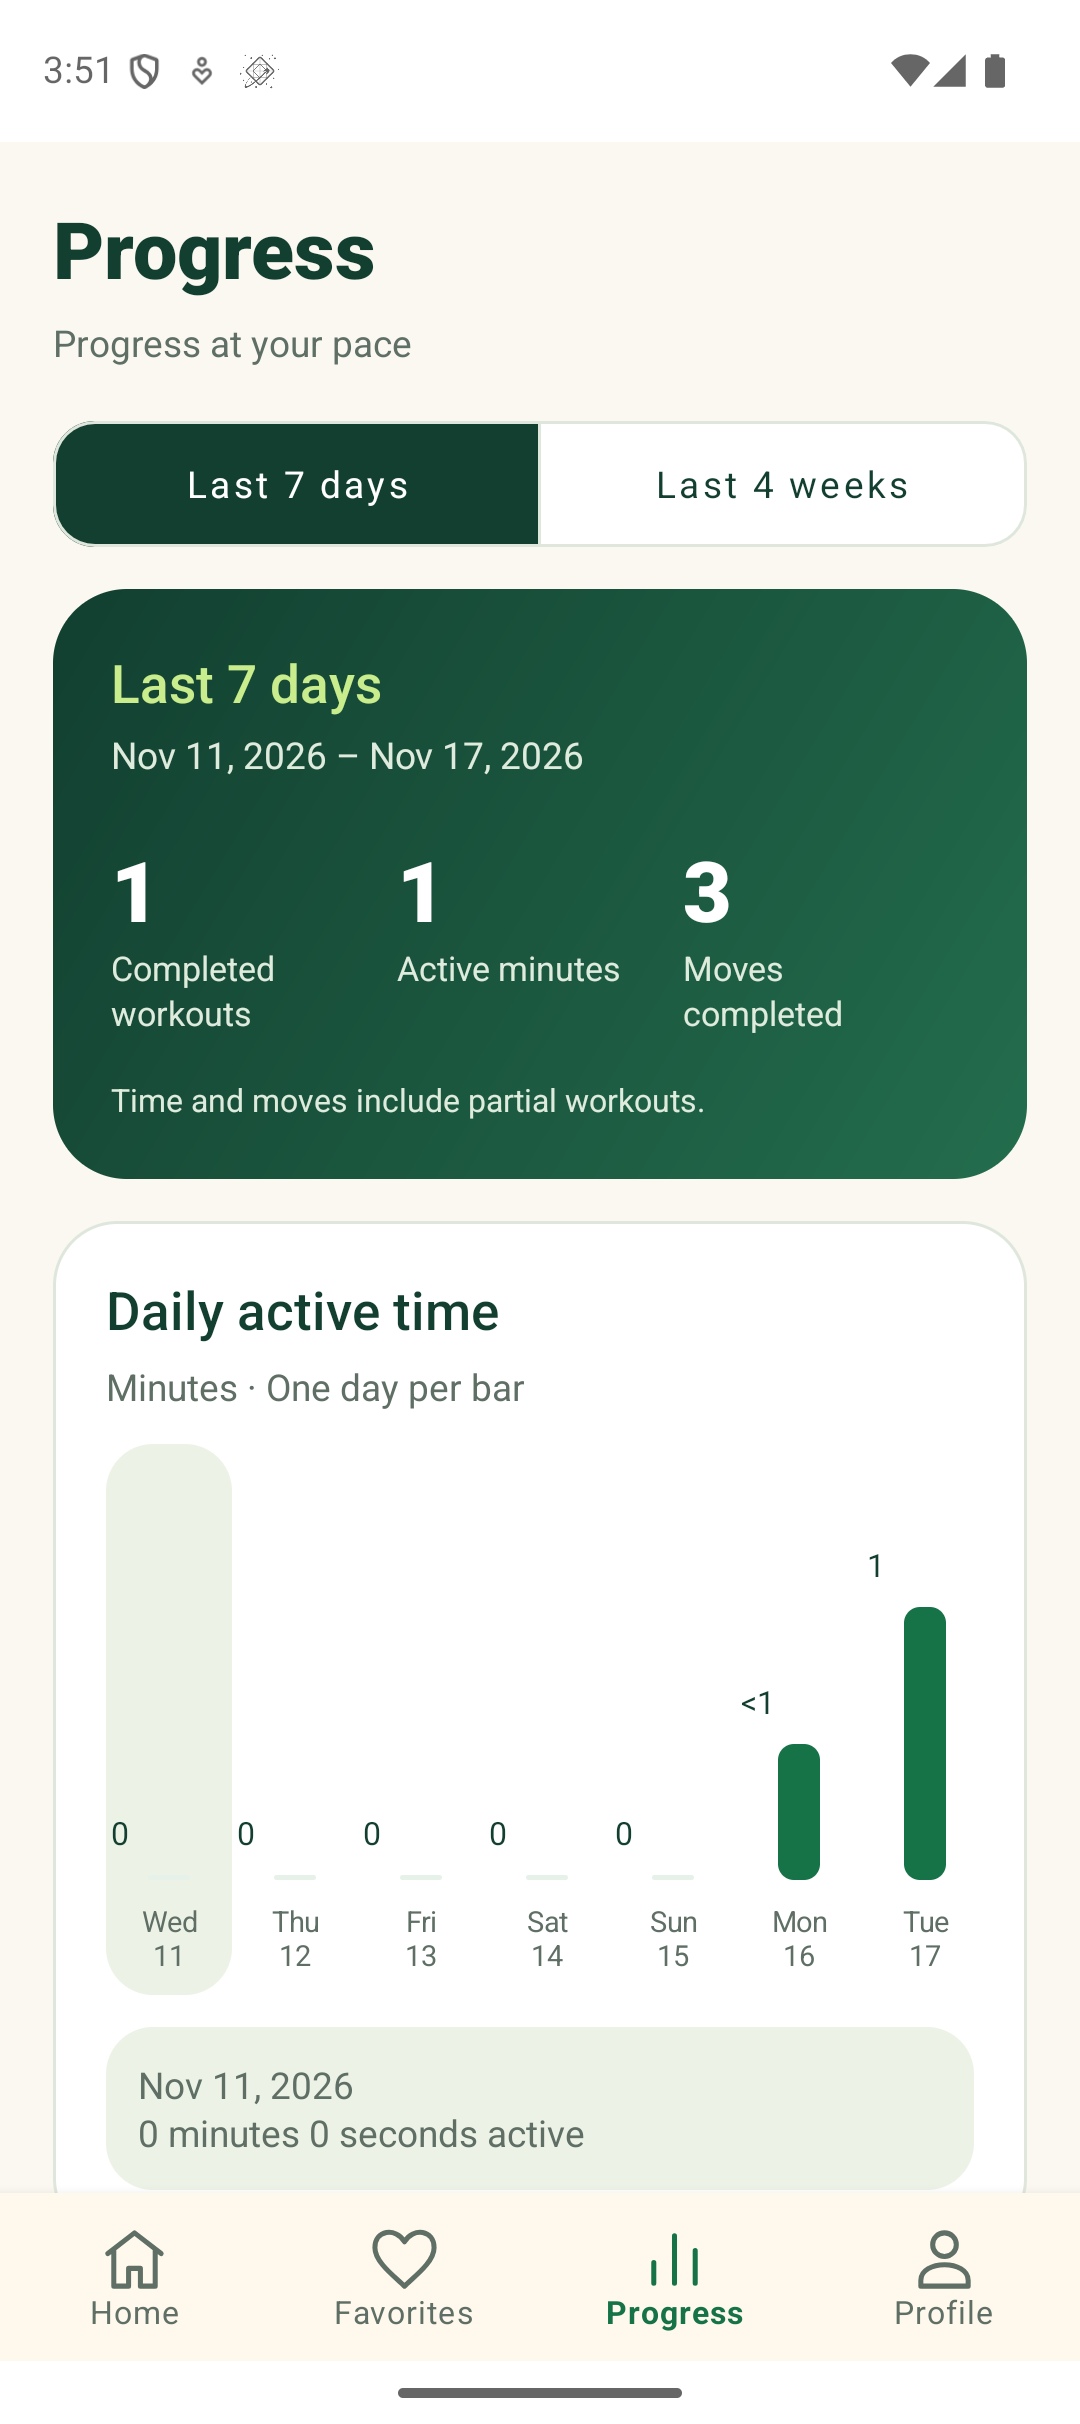 3:51
Progress
Progress at your pace
Last 7 days
Last 4 weeks
Last 7 days
Nov 11, 2026 – Nov 17, 2026
1
Completed
workouts
1
Active minutes
3
Moves
completed
Time and moves include partial workouts.
Daily active time
Minutes · One day per bar
0
0
0
0
0
<1
1
Wed
11
Thu
12
Fri
13
Sat
14
Sun
15
Mon
16
Tue
17
Nov 11, 2026
0 minutes 0 seconds active
Home
Favorites
Progress
Profile